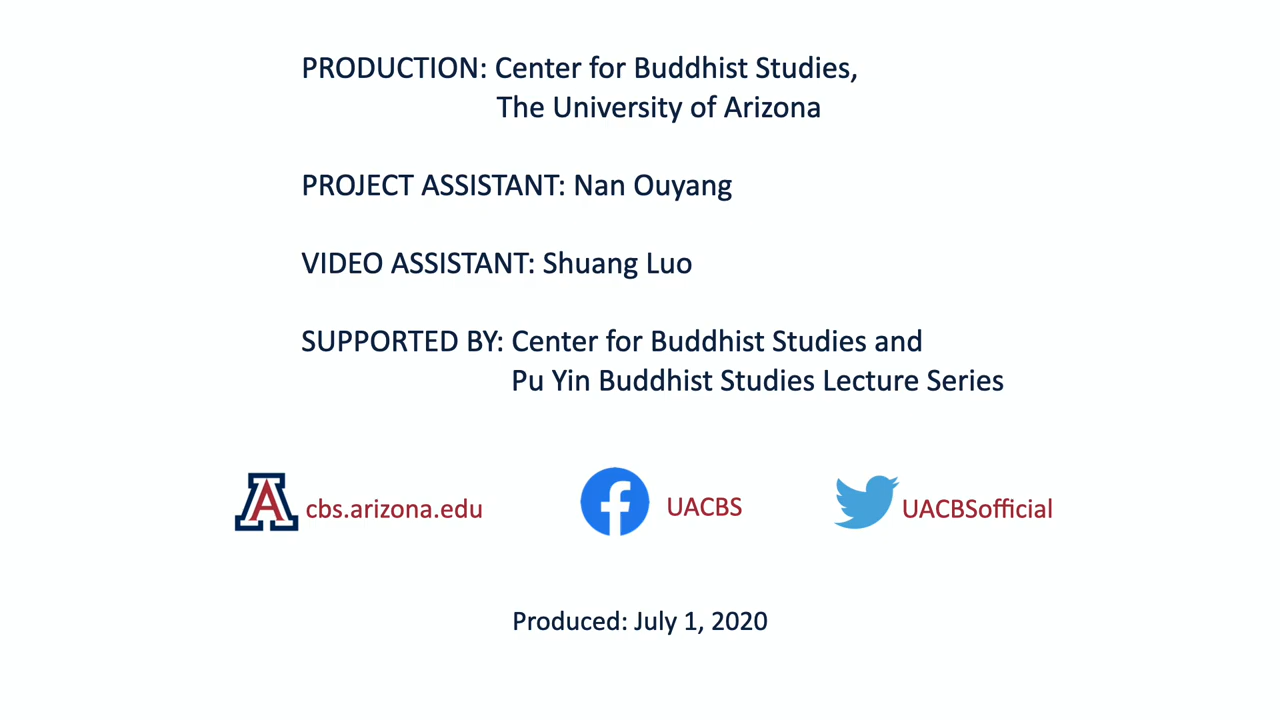 PRODUCTION: Center for Buddhist Studies,
The University of Arizona
PROJECT ASSISTANT: Nan Ouyang
VIDEO ASSISTANT: Shuang Luo
SUPPORTED BY: Center for Buddhist Studies and
Pu Yin Buddhist Studies Lecture Series
A cbs.arizona.edu
f UACBS
UACBSofficial
Produced: July 1, 2020